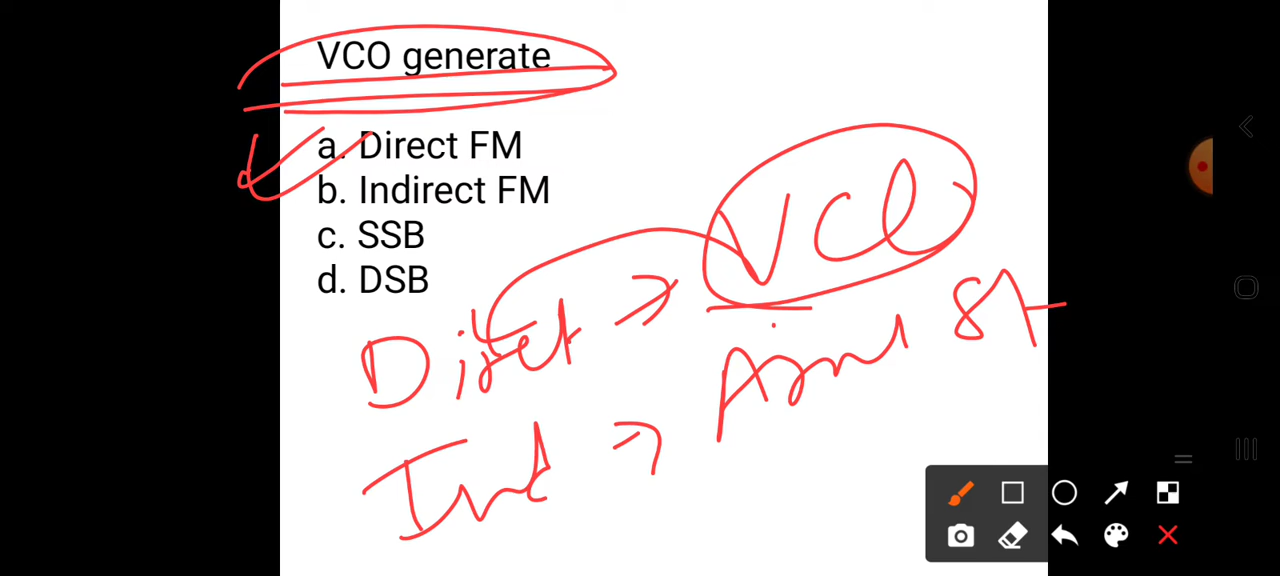 VCO generate
a. Direct FM
b. Indirect FM
c. SSB
d. DSB
Direct → VCO
Ind →